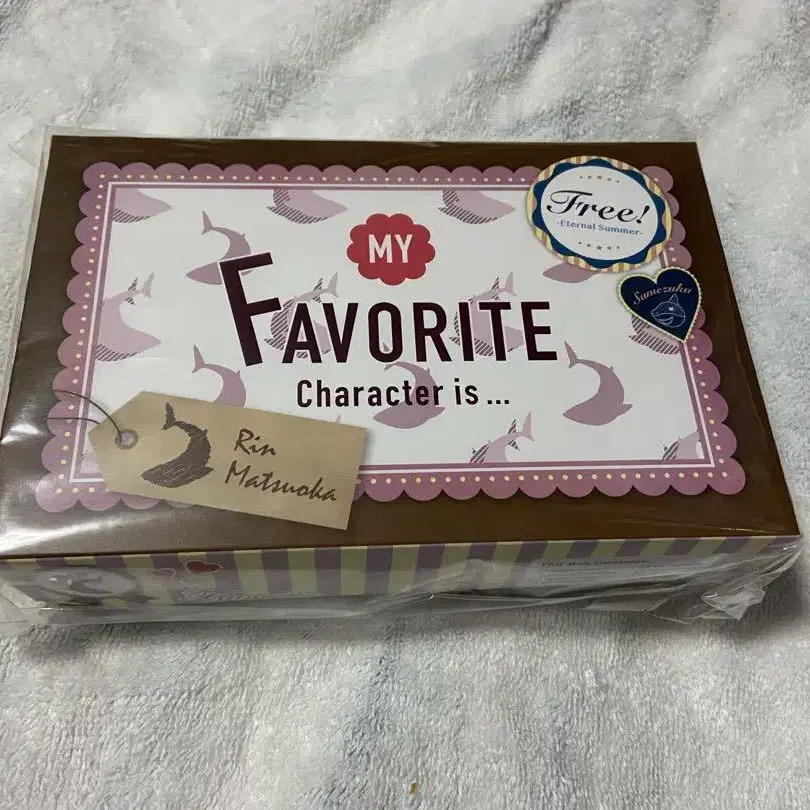 Free!
-Eternal Summer-
Samezuka
MY
FAVORITE
Character is ...
Rin
Matsuoka